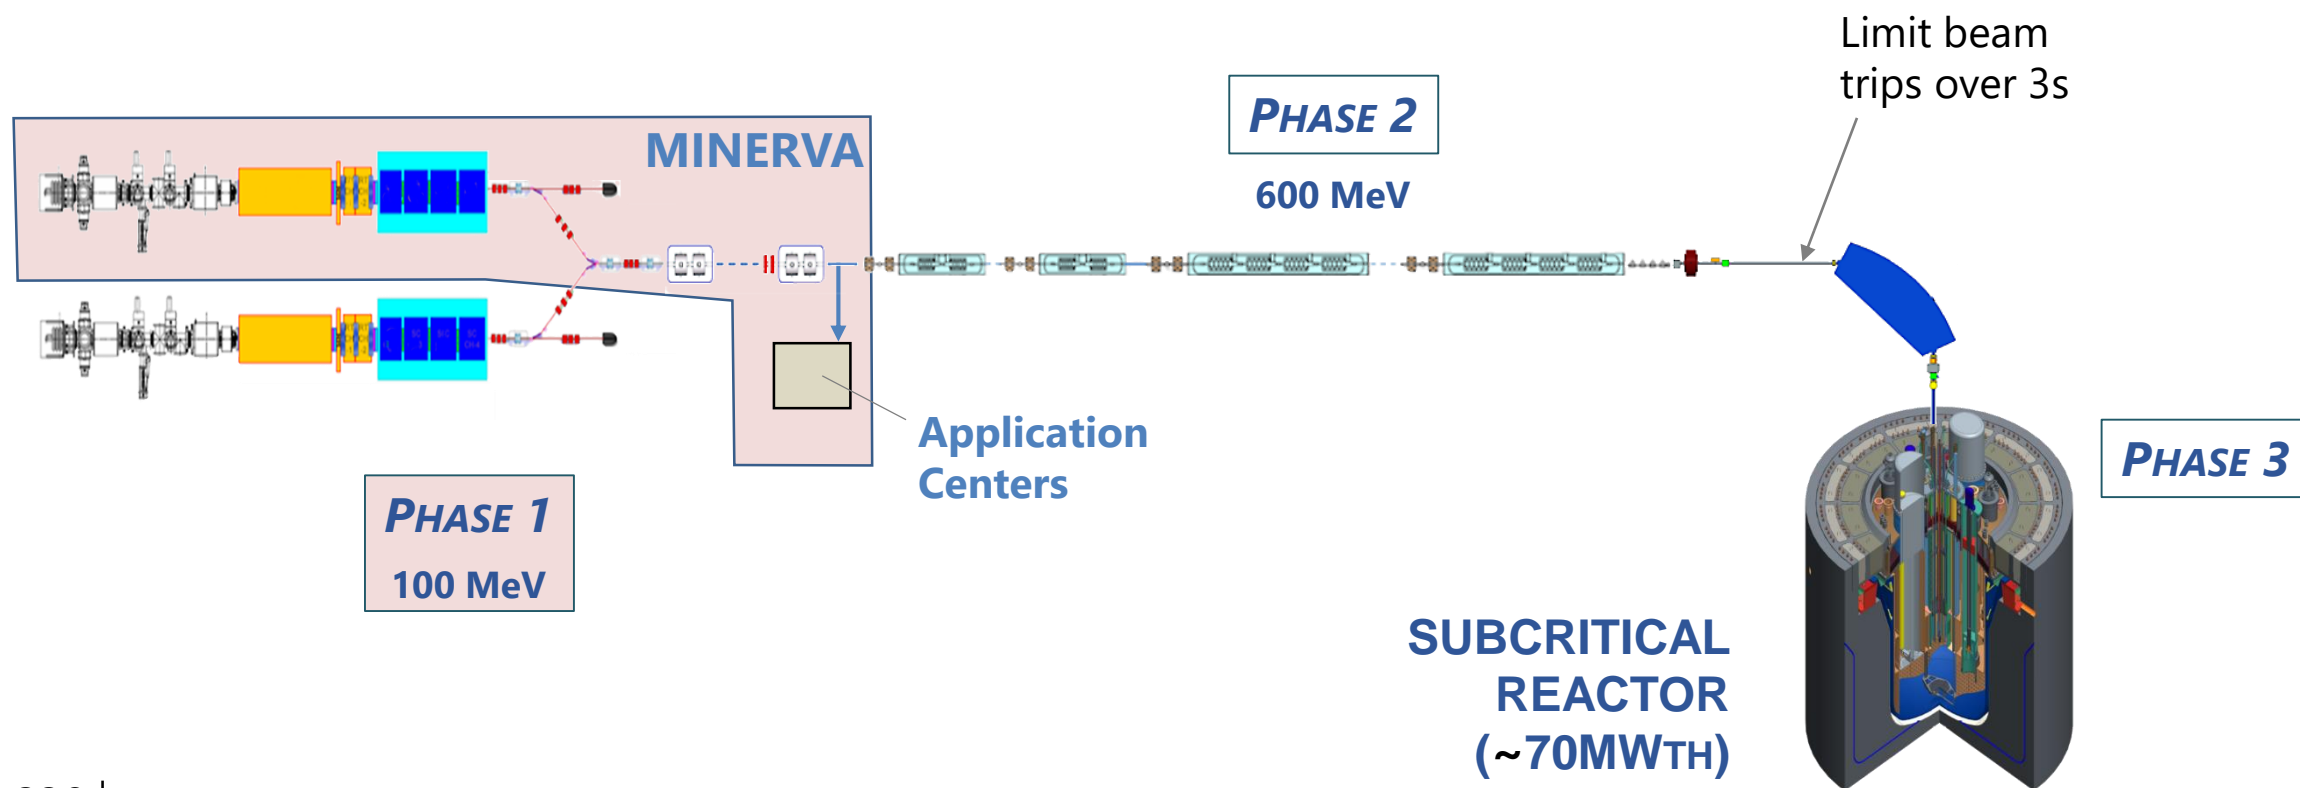 Limit beam
trips over 3s
PHASE 2
600 MeV
MINERVA
Application
Centers
PHASE 1
100 MeV
PHASE 3
SUBCRITICAL
REACTOR
(~70MWTH)